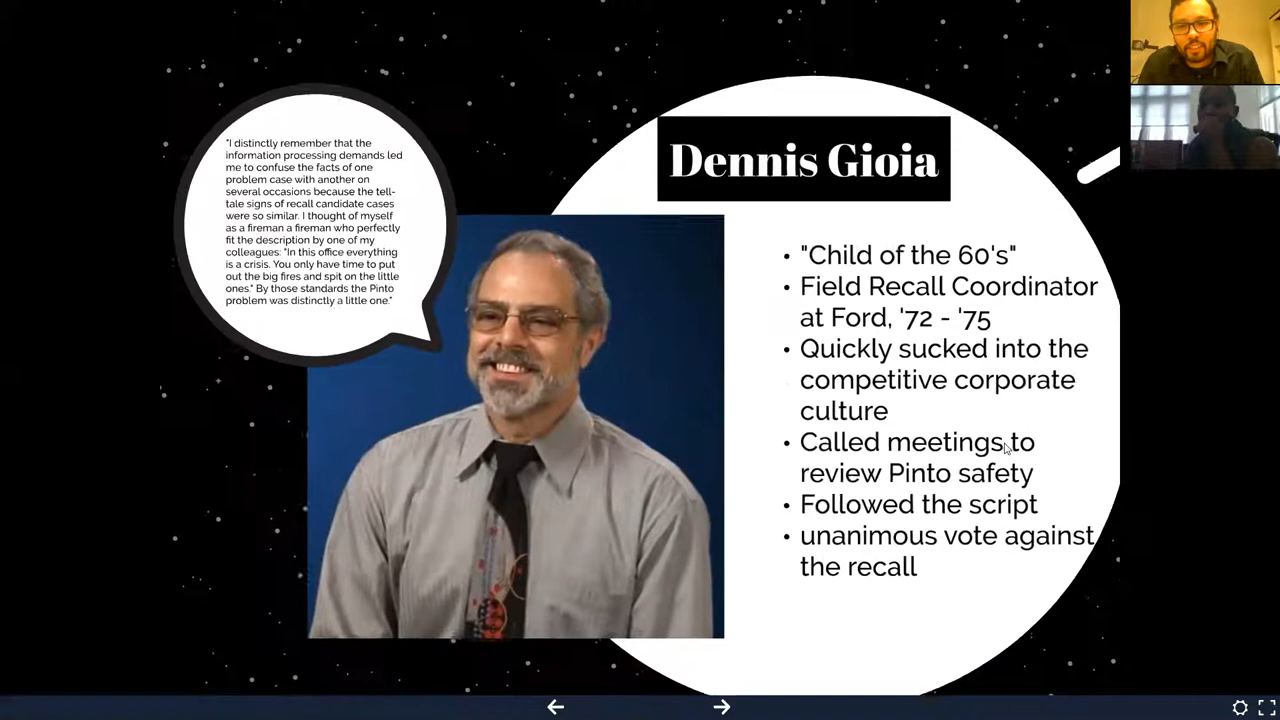 "I distinctly remember that the
information processing demands led
me to confuse the facts of one
problem case with another on
several occasions because the tell-
tale signs of recall candidate cases
were so similar. I thought of myself
as a fireman a fireman who perfectly
fit the description by one of my
colleagues: "In this office everything
is a crisis. You only have time to put
out the big fires and spit on the little
ones." By those standards the Pinto
problem was distinctly a little one."
Dennis Gioia
• "Child of the 60's"
• Field Recall Coordinator
at Ford, '72 - '75
• Quickly sucked into the
competitive corporate
culture
• Called meetings to
review Pinto safety
• Followed the script
• unanimous vote against
the recall